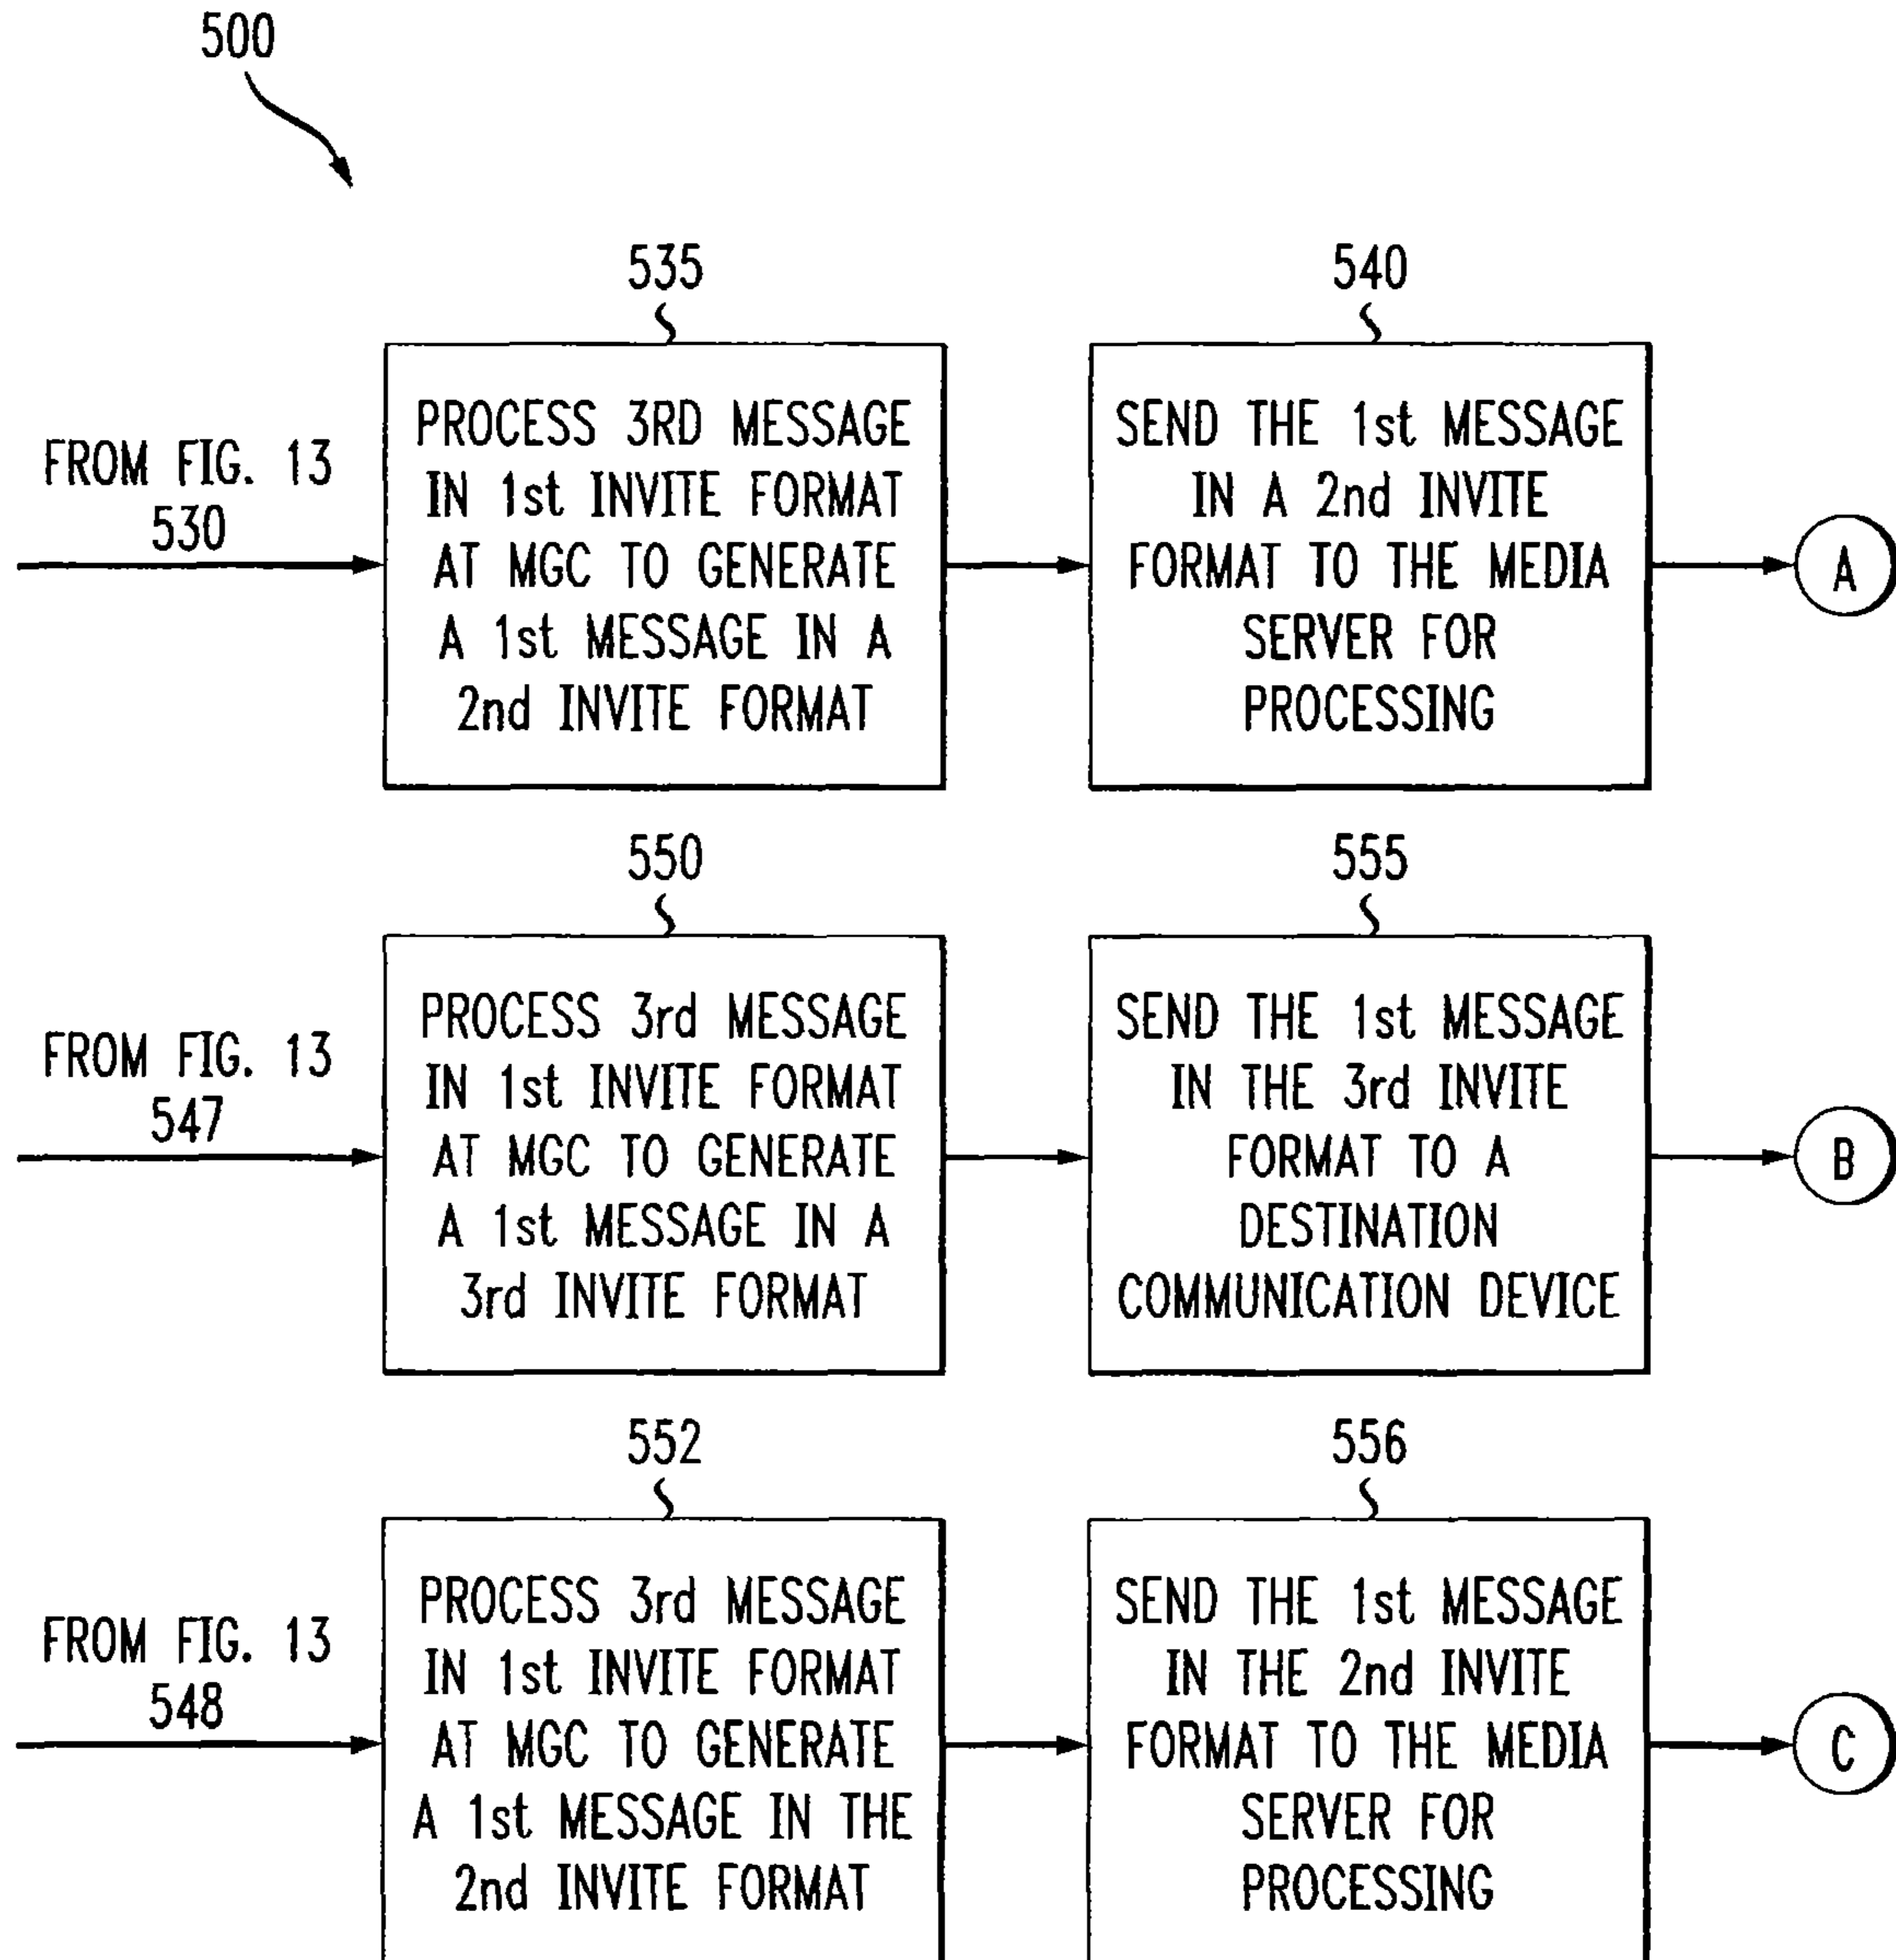 500
535
540
FROM FIG. 13
530
PROCESS 3RD MESSAGE
IN 1st INVITE FORMAT
AT MGC TO GENERATE
A 1st MESSAGE IN A
2nd INVITE FORMAT
SEND THE 1st MESSAGE
IN A 2nd INVITE
FORMAT TO THE MEDIA
SERVER FOR
PROCESSING
A
550
555
FROM FIG. 13
547
PROCESS 3rd MESSAGE
IN 1st INVITE FORMAT
AT MGC TO GENERATE
A 1st MESSAGE IN A
3rd INVITE FORMAT
SEND THE 1st MESSAGE
IN THE 3rd INVITE
FORMAT TO A
DESTINATION
COMMUNICATION DEVICE
B
552
556
FROM FIG. 13
548
PROCESS 3rd MESSAGE
IN 1st INVITE FORMAT
AT MGC TO GENERATE
A 1st MESSAGE IN THE
2nd INVITE FORMAT
SEND THE 1st MESSAGE
IN THE 2nd INVITE
FORMAT TO THE MEDIA
SERVER FOR
PROCESSING
C